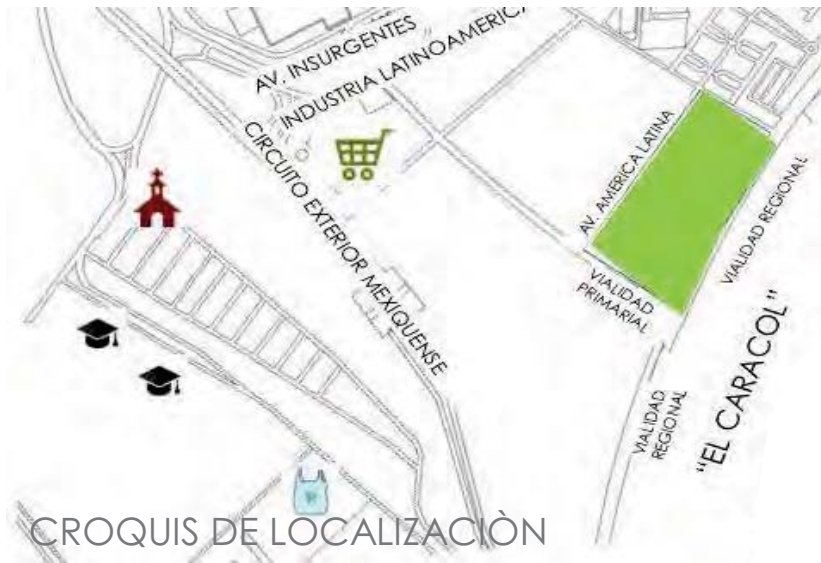 AV. INSURGENTES
INDUSTRIA LATINOAMERICA
CIRCUITO EXTERIOR MEXIQUENSE
AV. AMERICA LATINA
VIALIDAD REGIONAL
VIALIDAD
PRIMARIAL
VIALIDAD
REGIONAL
"EL CARACOL"
CROQUIS DE LOCALIZACIÒN